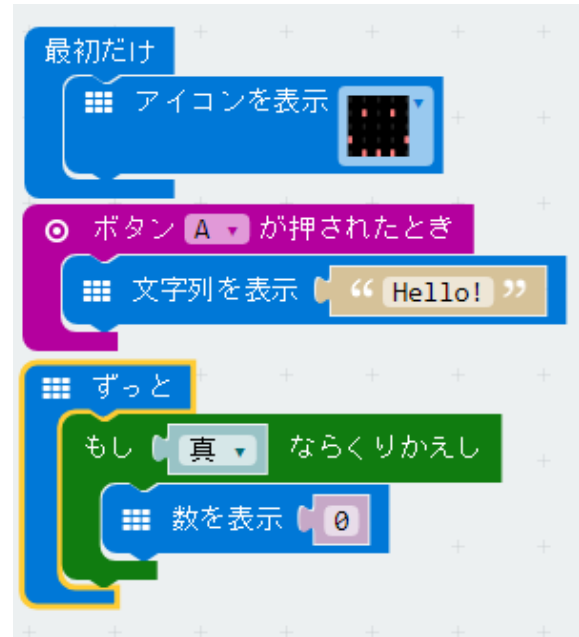 最初だけ
アイコンを表示
ボタン A が押されたとき
文字列を表示 “ Hello! ”
ずっと
もし 真 ならくりかえし
数を表示 0